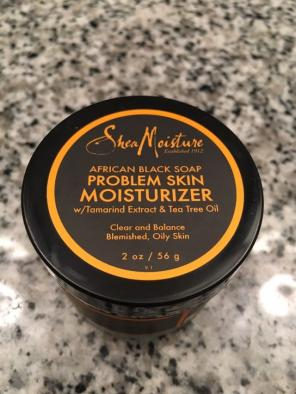 SheaMoisture
Established 1912
AFRICAN BLACK SOAP
PROBLEM SKIN
MOISTURIZER
w/Tamarind Extract & Tea Tree Oil
Clear and Balance
Blemished, Oily Skin
2 oz / 56 g
V.1